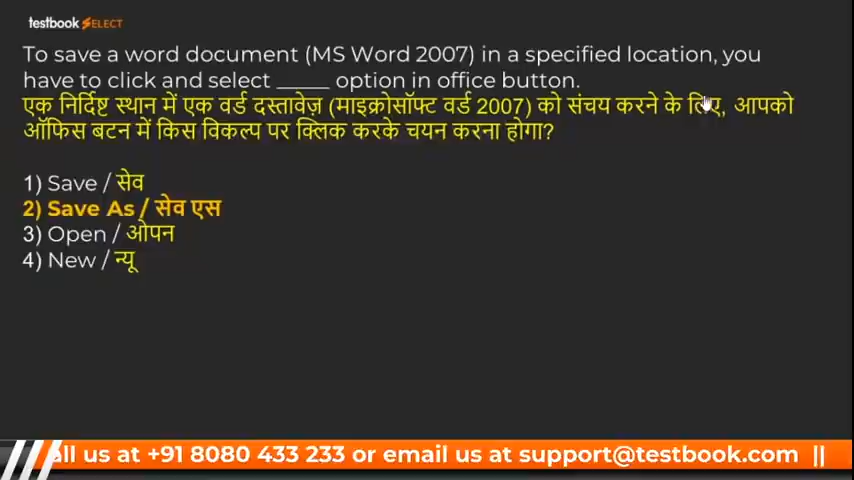 testbook SELECT
To save a word document (MS Word 2007) in a specified location, you
have to click and select _____ option in office button.
एक निर्दिष्ट स्थान में एक वर्ड दस्तावेज़ (माइक्रोसॉफ्ट वर्ड 2007) को संचय करने के लिए, आपको
ऑफिस बटन में किस विकल्प पर क्लिक करके चयन करना होगा?
1) Save / सेव
2) Save As / सेव एस
3) Open / ओपन
4) New / न्यू
all us at +91 8080 433 233 or email us at support@testbook.com ||